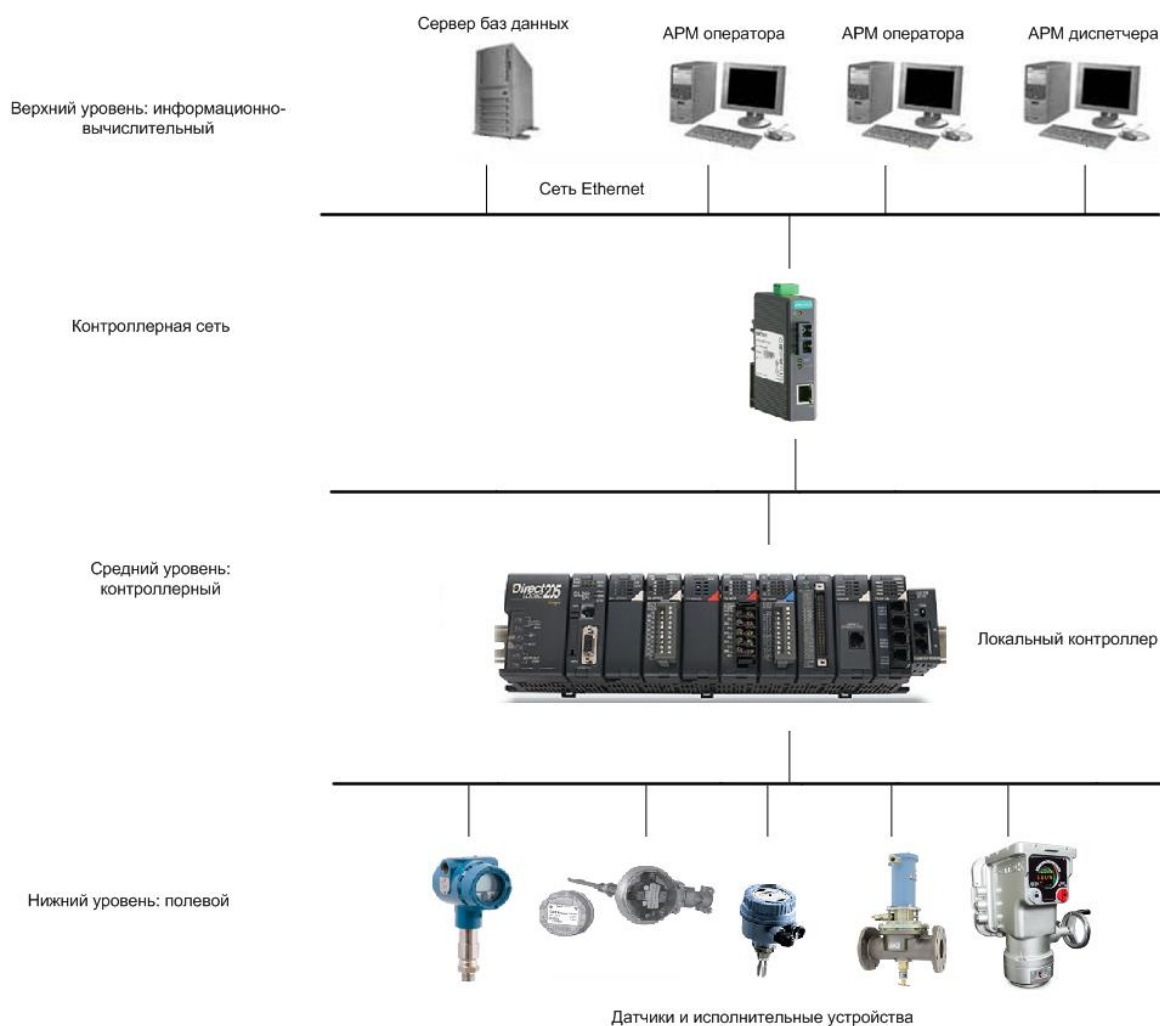 Сервер баз данных
АРМ оператора
АРМ оператора
АРМ диспетчера
Верхний уровень: информационно-
вычислительный
Сеть Ethernet
Контроллерная сеть
Средний уровень:
контроллерный
Direct
LOGIC 205
Локальный контроллер
Нижний уровень: полевой
Датчики и исполнительные устройства